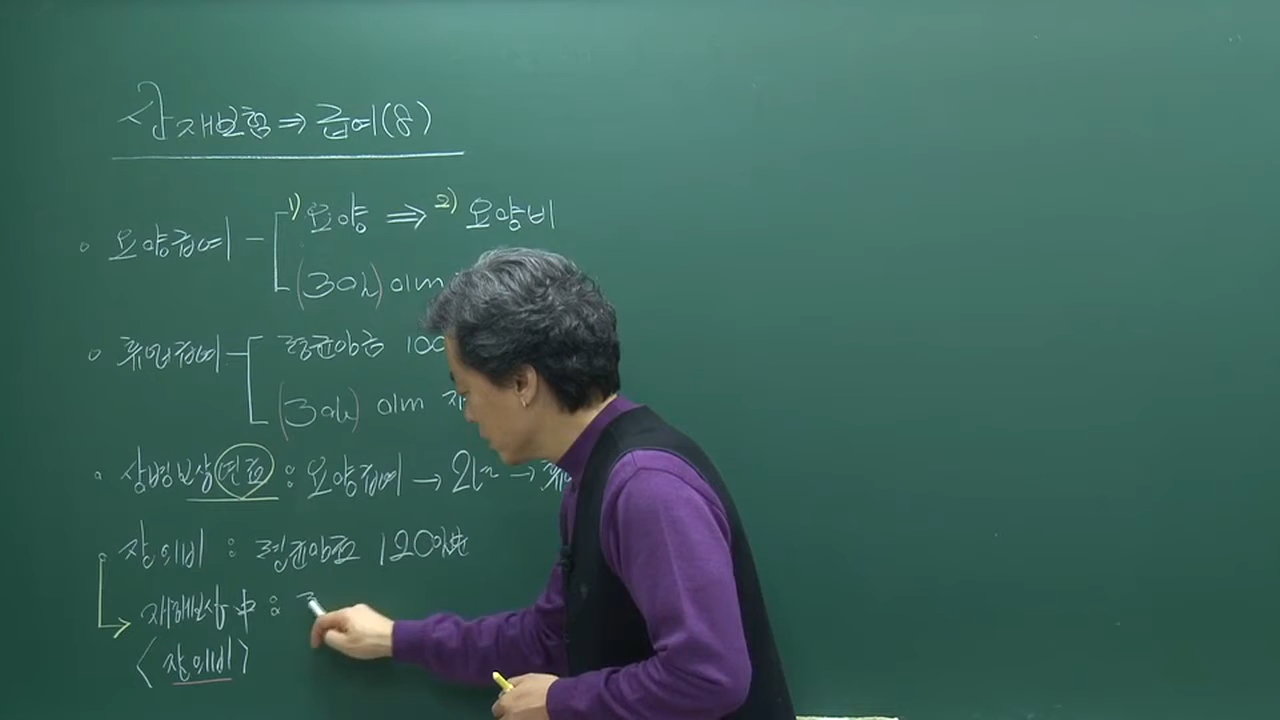 산재보험 ⇒ 급여(8)
◦ 요양급여 – 1) 요양 ⇒ 2) 요양비
(3일) 이내
◦ 휴업급여 – 평균임금 100
(3일) 이내 지
◦ 상병보상연금 : 요양급여 → 2년 → 휴
◦ 장의비 : 평균임금 120일분
→ 재해보상 中 :
〈장의비〉